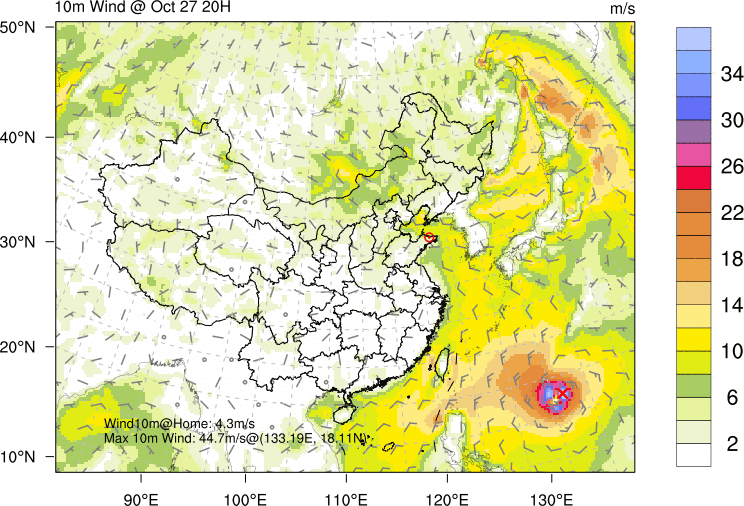 10m Wind @ Oct 27 20H
m/s
50°N
40°N
30°N
20°N
10°N
Wind10m@Home: 4.3m/s
Max 10m Wind: 44.7m/s@(133.19E, 18.11N)
90°E
100°E
110°E
120°E
130°E
34
30
26
22
18
14
10
6
2